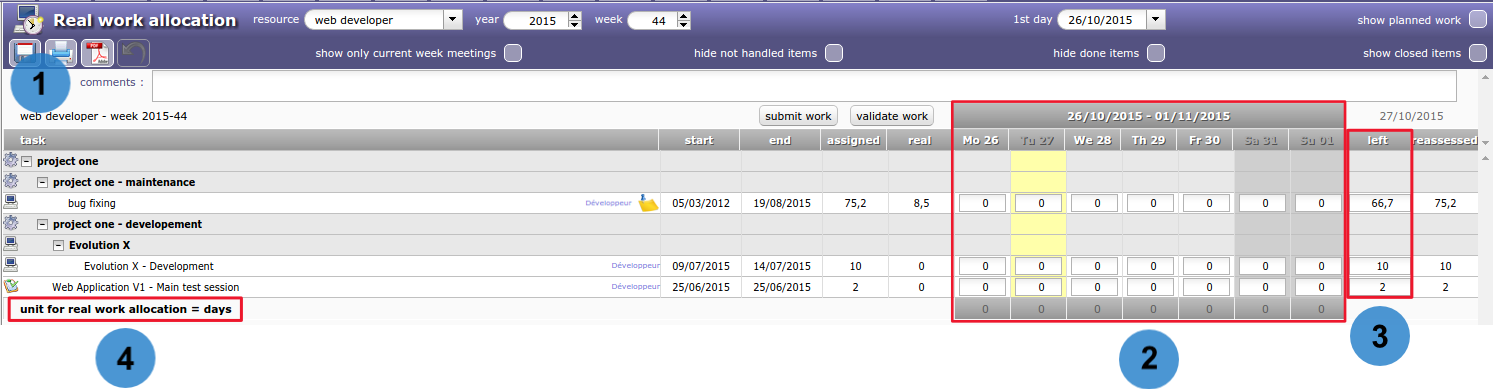 Real work allocation resource web developer year 2015 week 44 1st day 26/10/2015 show planned work
show only current week meetings hide not handled items hide done items show closed items
1 comments :
web developer - week 2015-44 submit work validate work 26/10/2015 - 01/11/2015 27/10/2015
task start end assigned real Mo 26 Tu 27 We 28 Th 29 Fr 30 Sa 31 Su 01 left reassessed
project one
project one - maintenance
bug fixing Développeur 05/03/2012 19/08/2015 75,2 8,5 0 0 0 0 0 0 0 66,7 75,2
project one - developement
Evolution X
Evolution X - Development Développeur 09/07/2015 14/07/2015 10 0 0 0 0 0 0 0 0 10 10
Web Application V1 - Main test session Développeur 25/06/2015 25/06/2015 2 0 0 0 0 0 0 0 0 2 2
unit for real work allocation = days 0 0 0 0 0 0 0
4 2 3